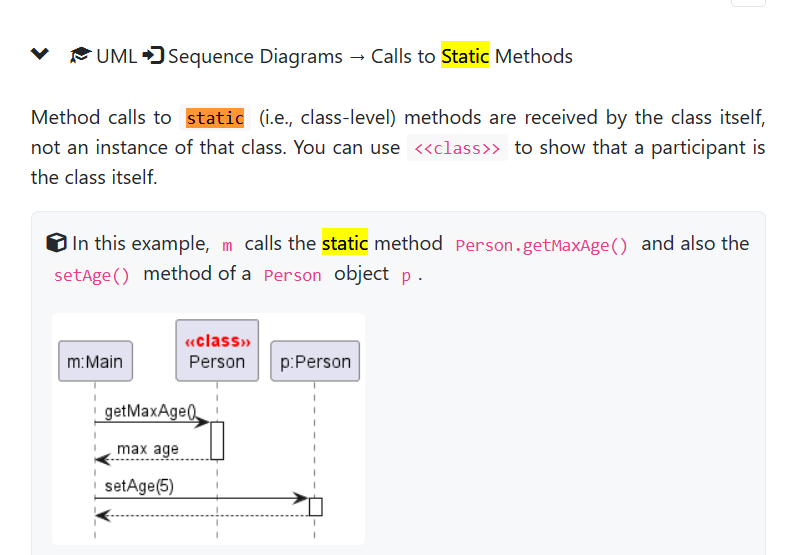 UML Sequence Diagrams → Calls to Static Methods
Method calls to static (i.e., class-level) methods are received by the class itself,
not an instance of that class. You can use <<class>> to show that a participant is
the class itself.
In this example, m calls the static method Person.getMaxAge() and also the
setAge() method of a Person object p .
«class»
m:Main Person p:Person
getMaxAge()
max age
setAge(5)